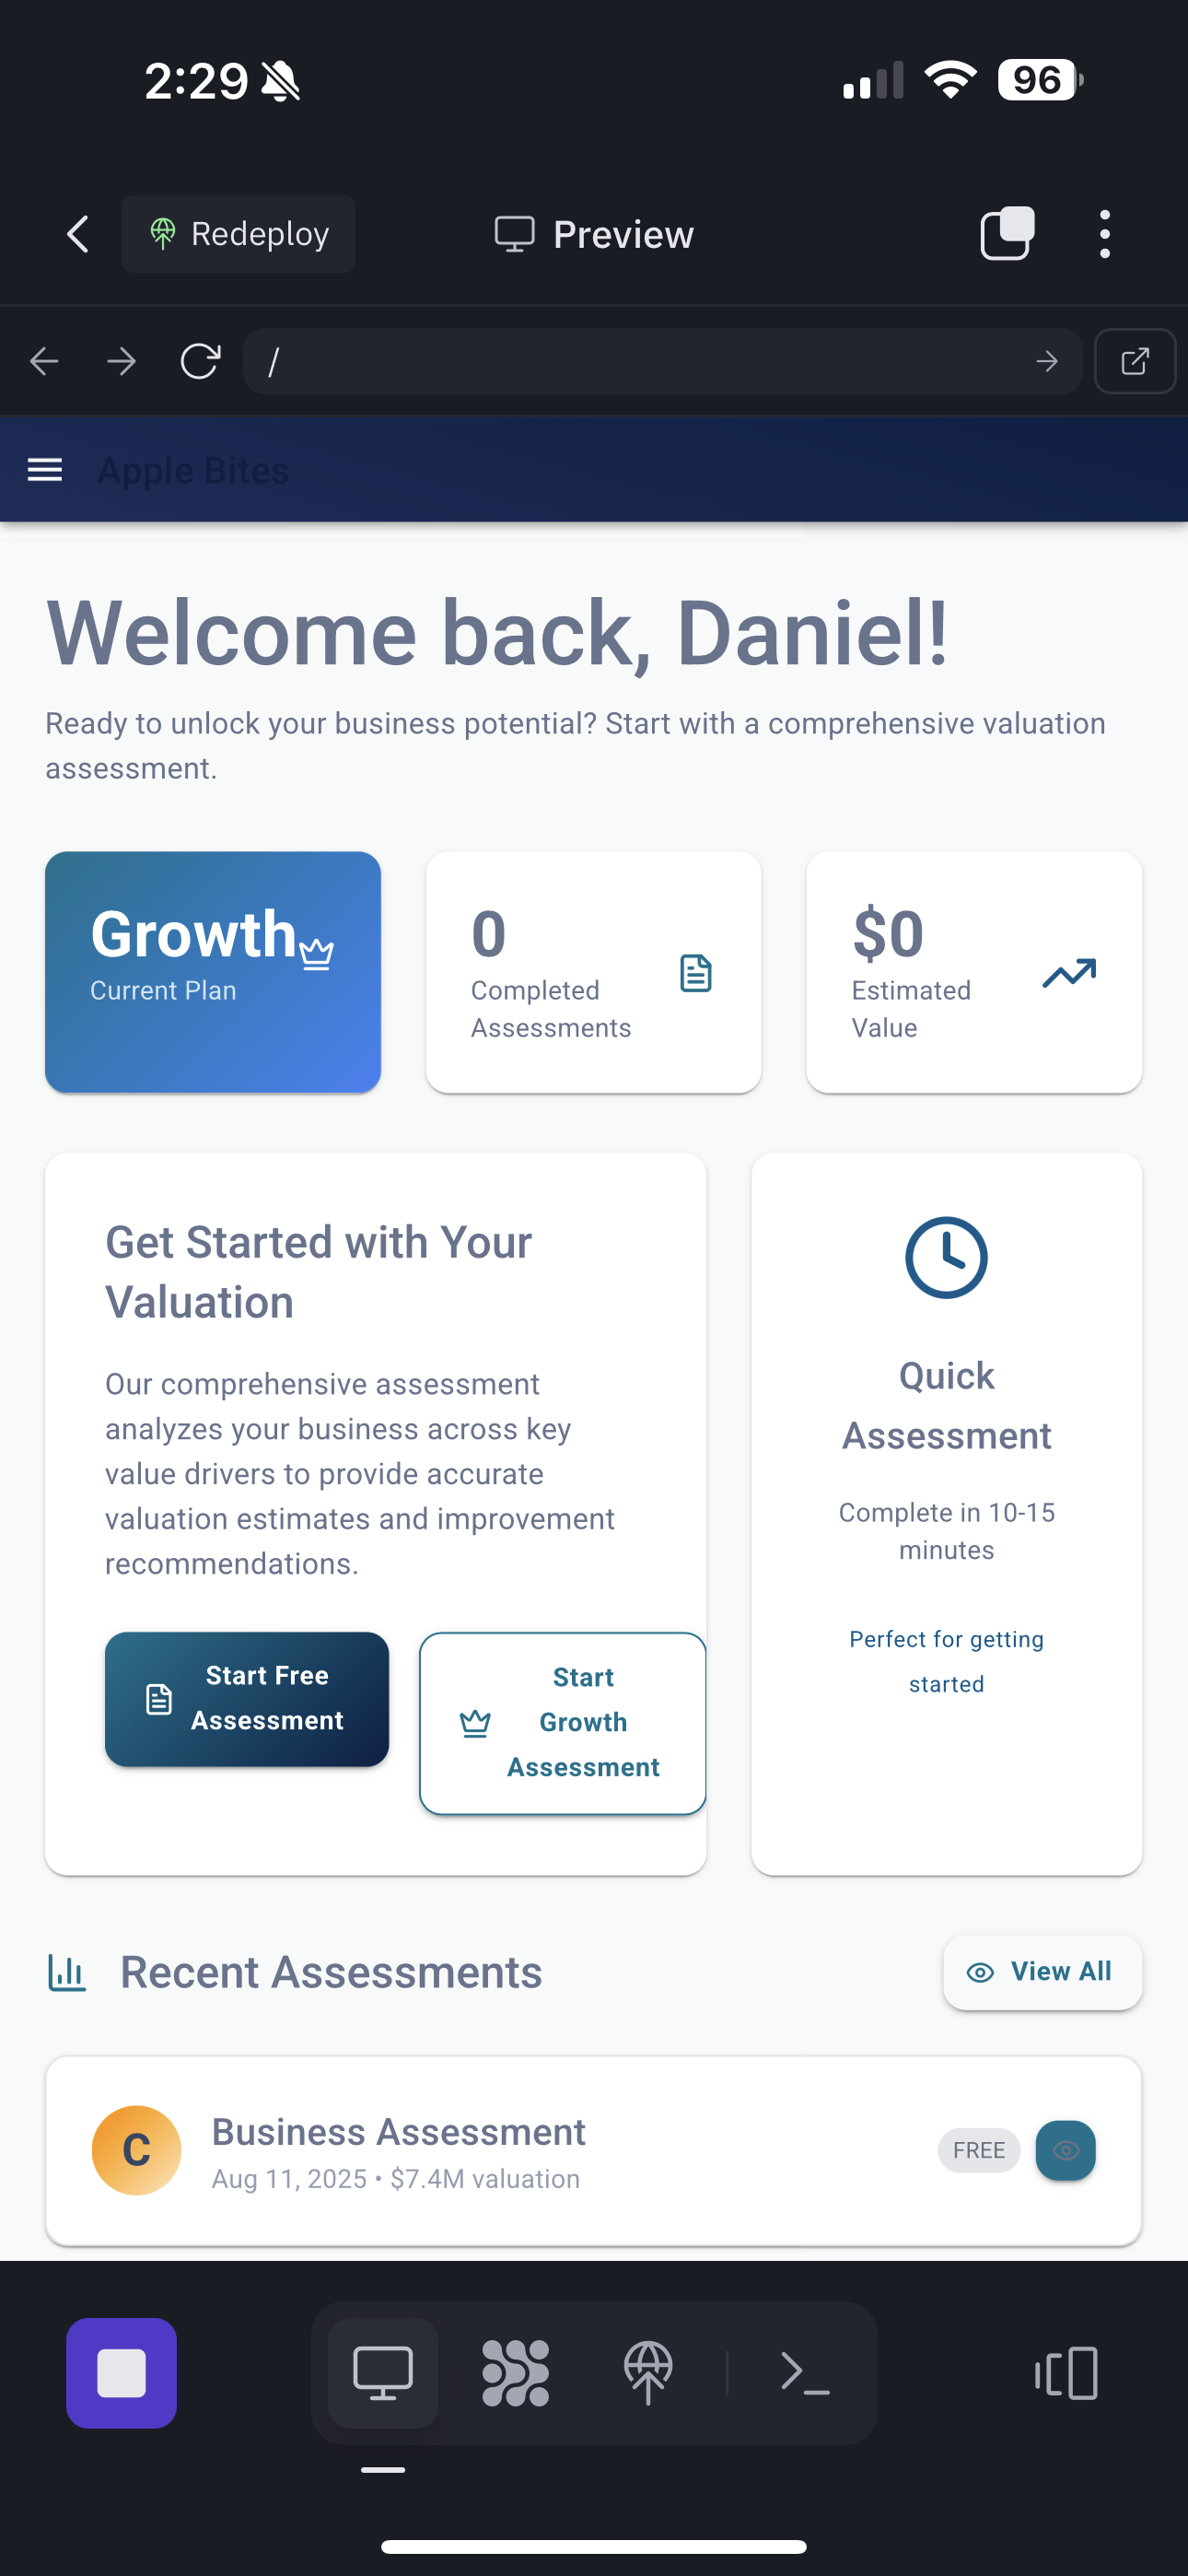 2:29
96
Redeploy
Preview
/
Apple Bites
Welcome back, Daniel!
Ready to unlock your business potential? Start with a comprehensive valuation
assessment.
Growth
Current Plan
0
Completed
Assessments
$0
Estimated
Value
Get Started with Your
Valuation
Our comprehensive assessment
analyzes your business across key
value drivers to provide accurate
valuation estimates and improvement
recommendations.
Start Free
Assessment
Start
Growth
Assessment
Quick
Assessment
Complete in 10-15
minutes
Perfect for getting
started
Recent Assessments
View All
C
Business Assessment
Aug 11, 2025 • $7.4M valuation
FREE